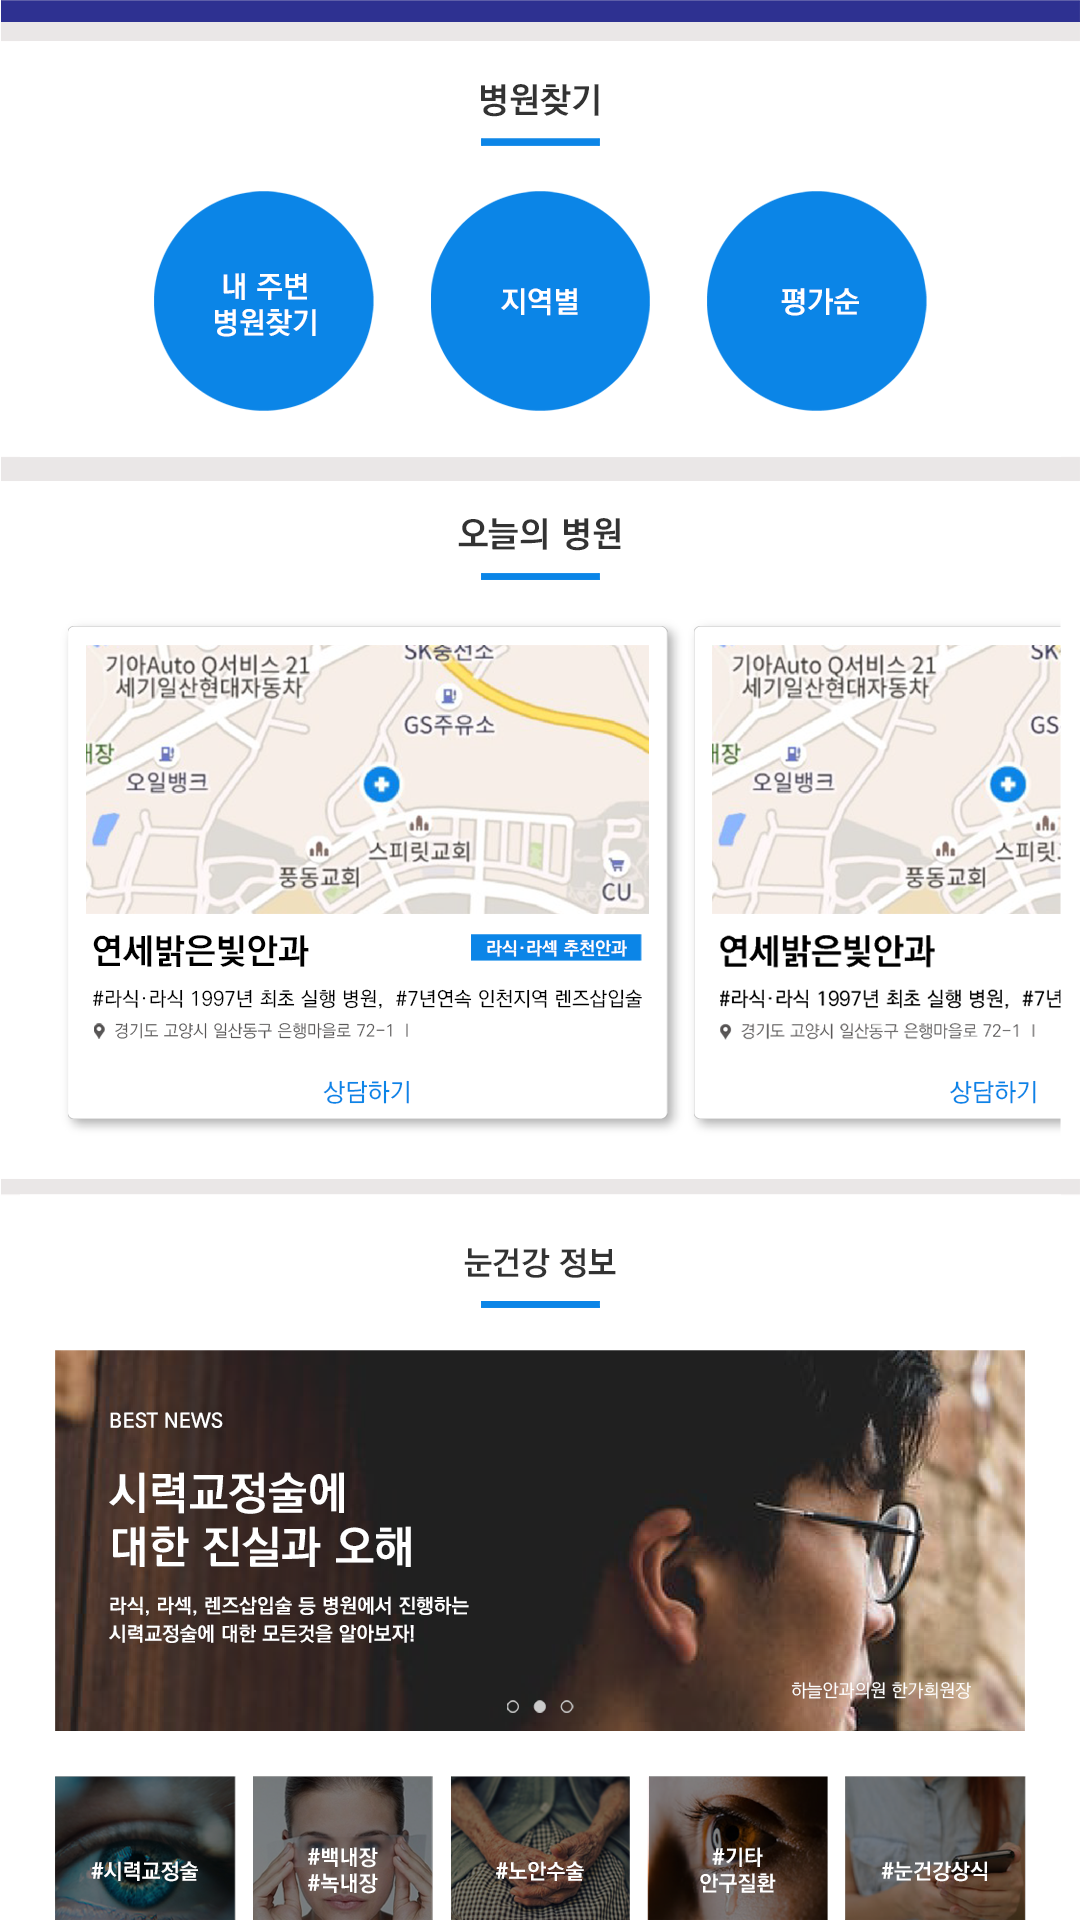 병원찾기
내 주변
병원찾기
지역별
평가순
오늘의 병원
SK충전소
기아Auto Q서비스 21
세기일산현대자동차
GS주유소
오일뱅크
스피릿교회
풍동교회
CU
연세밝은빛안과
라식·라섹 추천안과
#라식·라식 1997년 최초 실행 병원, #7년연속 인천지역 렌즈삽입술
경기도 고양시 일산동구 은행마을로 72-1 ㅣ
상담하기
SK
기아Auto Q서비스 21
세기일산현대자동차
GS
오일뱅크
스피릿
풍동교회
연세밝은빛안과
#라식·라식 1997년 최초 실행 병원, #7년
경기도 고양시 일산동구 은행마을로 72-1 ㅣ
상담하기
눈건강 정보
BEST NEWS
시력교정술에
대한 진실과 오해
라식, 라섹, 렌즈삽입술 등 병원에서 진행하는
시력교정술에 대한 모든것을 알아보자!
하늘안과의원 한가희원장
#시력교정술
#백내장
#녹내장
#노안수술
#기타
안구질환
#눈건강상식